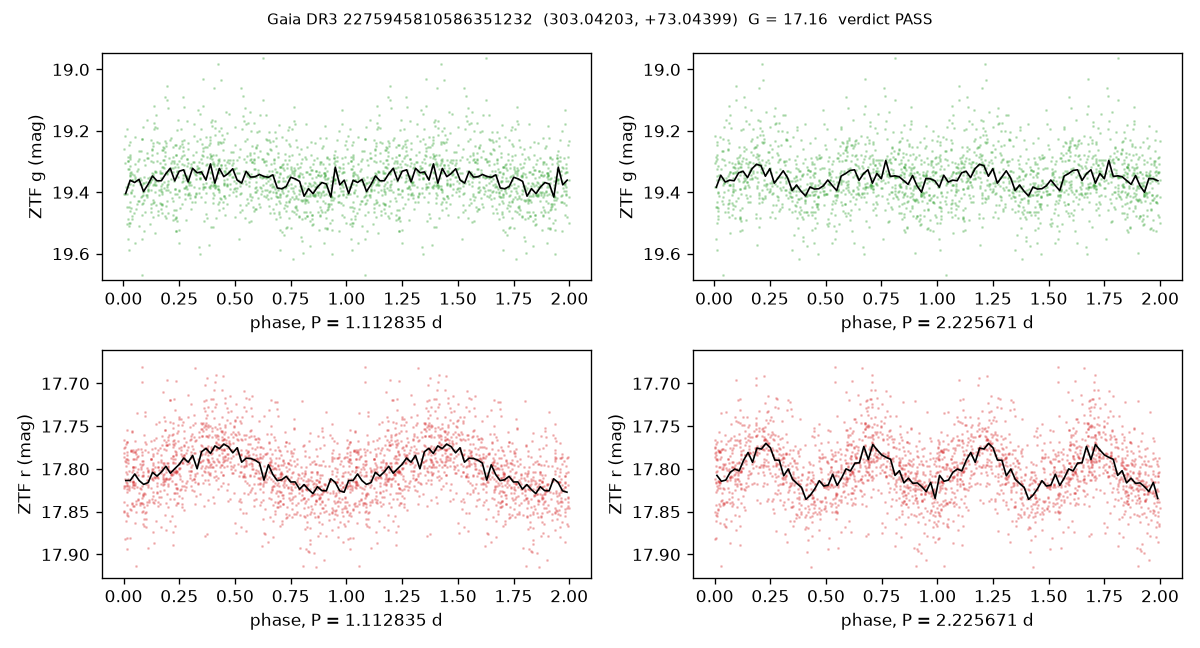 Gaia DR3 2275945810586351232 (303.04203, +73.04399) G = 17.16 verdict PASS
ZTF g (mag)
19.0
19.2
19.4
19.6
0.00 0.25 0.50 0.75 1.00 1.25 1.50 1.75 2.00
phase, P = 1.112835 d
ZTF g (mag)
19.0
19.2
19.4
19.6
0.00 0.25 0.50 0.75 1.00 1.25 1.50 1.75 2.00
phase, P = 2.225671 d
ZTF r (mag)
17.70
17.75
17.80
17.85
17.90
0.00 0.25 0.50 0.75 1.00 1.25 1.50 1.75 2.00
phase, P = 1.112835 d
ZTF r (mag)
17.70
17.75
17.80
17.85
17.90
0.00 0.25 0.50 0.75 1.00 1.25 1.50 1.75 2.00
phase, P = 2.225671 d